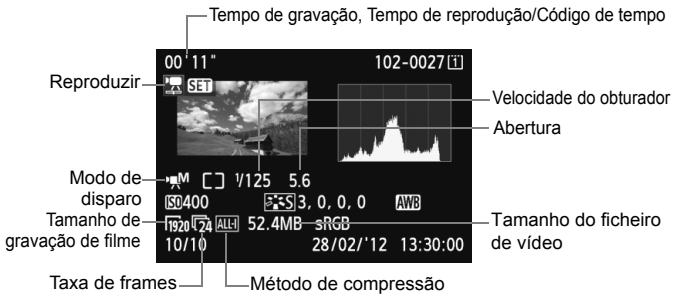 Tempo de gravação, Tempo de reprodução/Código de tempo
00'11"
102-0027 1
Reproduzir
SET
Velocidade do obturador
Abertura
Modo de
disparo
M
1/125
5.6
ISO400
S 3, 0, 0, 0
AWB
Tamanho de
gravação de filme
1920 24 ALL-I 52.4MB sRGB
10/10
28/02/'12 13:30:00
Tamanho do ficheiro
de vídeo
Taxa de frames
Método de compressão